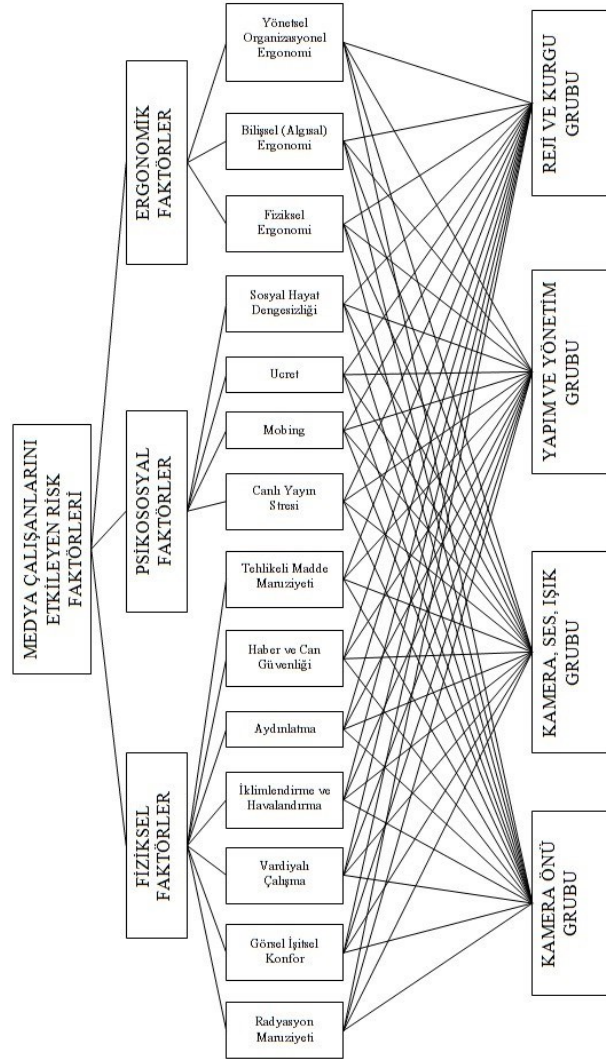 MEDYA ÇALIŞANLARINI
ETKİLEYEN RİSK
FAKTÖRLERİ
FİZİKSEL
FAKTÖRLER
PSİKOSOSYAL
FAKTÖRLER
ERGONOMİK
FAKTÖRLER
Radyasyon
Maruziyeti
Görsel İşitsel
Konfor
Vardiyalı
Çalışma
İklimlendirme ve
Havalandırma
Aydınlatma
Haber ve Can
Güvenliği
Tehlikeli Madde
Maruziyeti
Canlı Yayın
Stresi
Mobing
Ucret
Sosyal Hayat
Dengesizliği
Fiziksel
Ergonomi
Bilişsel (Algısal)
Ergonomi
Yönetsel
Organizasyonel
Ergonomi
KAMERA ÖNÜ
GRUBU
KAMERA, SES, IŞIK
GRUBU
YAPIM VE YÖNETİM
GRUBU
REJİ VE KURGU
GRUBU